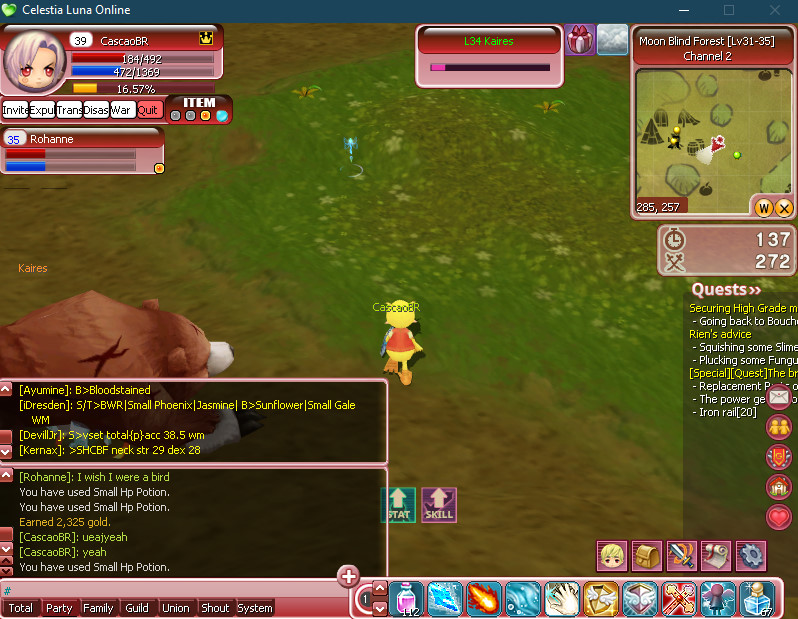 Celestia Luna Online
39 CascaoBR
184/492
472/1369
16.57%
Invite Expul Trans Disas War Quit
ITEM
35 Rohanne
L34 Kaires
Moon Blind Forest [Lv31-35]
Channel 2
285, 257
W X
137
272
Quests>>
Securing High Grade m
- Going back to Bouche
Rien's advice
- Squishing some Slime
- Plucking some Fungu
[Special][Quest]The br
- Replacement
- The power ge
- Iron rail[20]
Kaires
CascaoBR
[Ayumine]: B>Bloodstained
[iDresden]: S/T>BWR|Small Phoenix|Jasmine| B>Sunflower|Small Gale
WM
[DevillJr]: S>vset total{p}acc 38.5 wm
[Kernax]: >SHCBF neck str 29 dex 28
[Rohanne]: I wish I were a bird
You have used Small Hp Potion.
You have used Small Hp Potion.
Earned 2,325 gold.
[CascaoBR]: ueajyeah
[CascaoBR]: yeah
You have used Small Hp Potion.
STAT SKILL
#
Total Party Family Guild Union Shout System
1
112
67